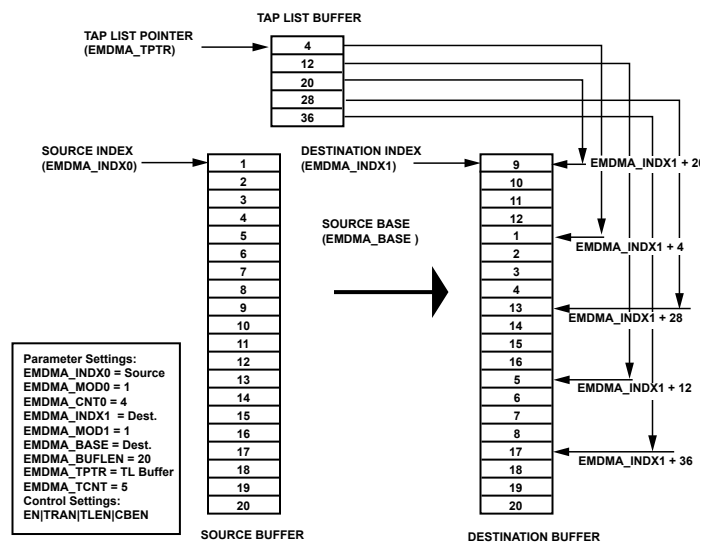 TAP LIST BUFFER
TAP LIST POINTER
(EMDMA_TPTR)
4
12
20
28
36
SOURCE INDEX
(EMDMA_INDX0)
DESTINATION INDEX
(EMDMA_INDX1)
1
2
3
4
5
6
7
8
9
10
11
12
13
14
15
16
17
18
19
20
SOURCE BUFFER
SOURCE BASE
(EMDMA_BASE )
9
10
11
12
1
2
3
4
13
14
15
16
5
6
7
8
17
18
19
20
DESTINATION BUFFER
EMDMA_INDX1 + 20
EMDMA_INDX1 + 4
EMDMA_INDX1 + 28
EMDMA_INDX1 + 12
EMDMA_INDX1 + 36
Parameter Settings:
EMDMA_INDX0 = Source
EMDMA_MOD0 = 1
EMDMA_CNT0 = 4
EMDMA_INDX1 = Dest.
EMDMA_MOD1 = 1
EMDMA_BASE = Dest.
EMDMA_BUFLEN = 20
EMDMA_TPTR = TL Buffer
EMDMA_TCNT = 5
Control Settings:
EN|TRAN|TLEN|CBEN